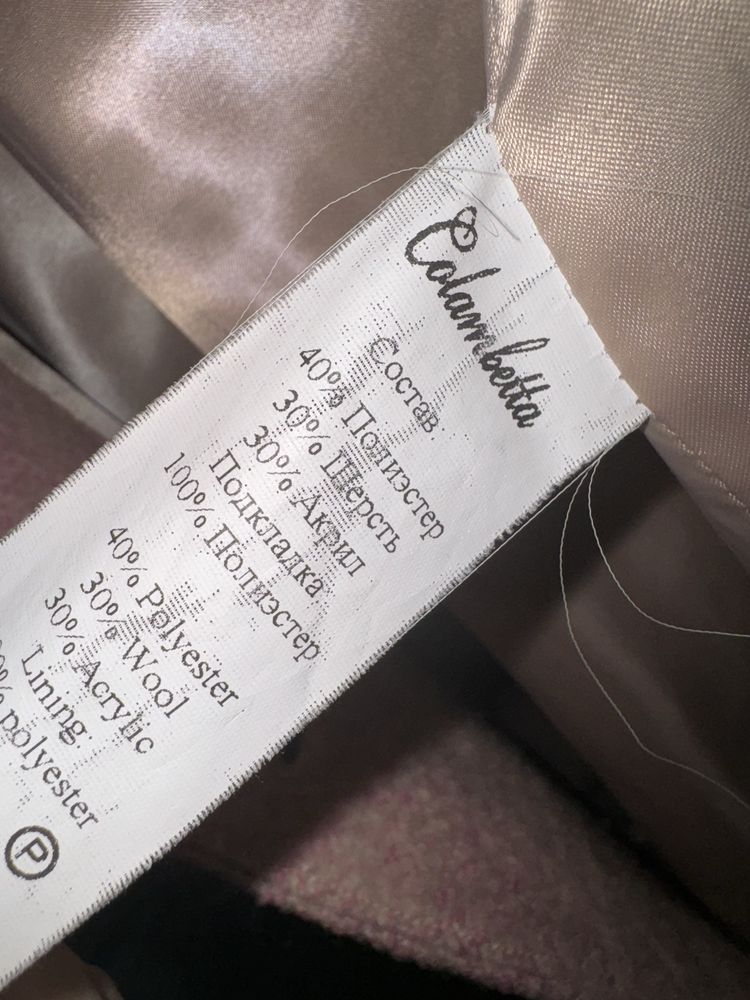 Colambetta
Состав
40% Полиэстер
30% Шерсть
30% Акрил
Подкладка
100% Полиэстер
40% Polyester
30% Wool
30% Acrylic
Lining
% polyester
P